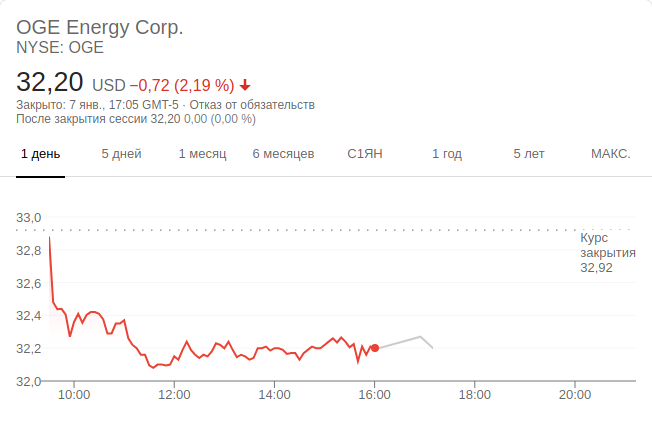 OGE Energy Corp.
NYSE: OGE
32,20 USD −0,72 (2,19 %)
Закрыто: 7 янв., 17:05 GMT-5 · Отказ от обязательств
После закрытия сессии 32,20 0,00 (0,00 %)
1 день 5 дней 1 месяц 6 месяцев С1ЯН 1 год 5 лет МАКС.
33,0
Курс
закрытия
32,92
32,8
32,6
32,4
32,2
32,0
10:00 12:00 14:00 16:00 18:00 20:00